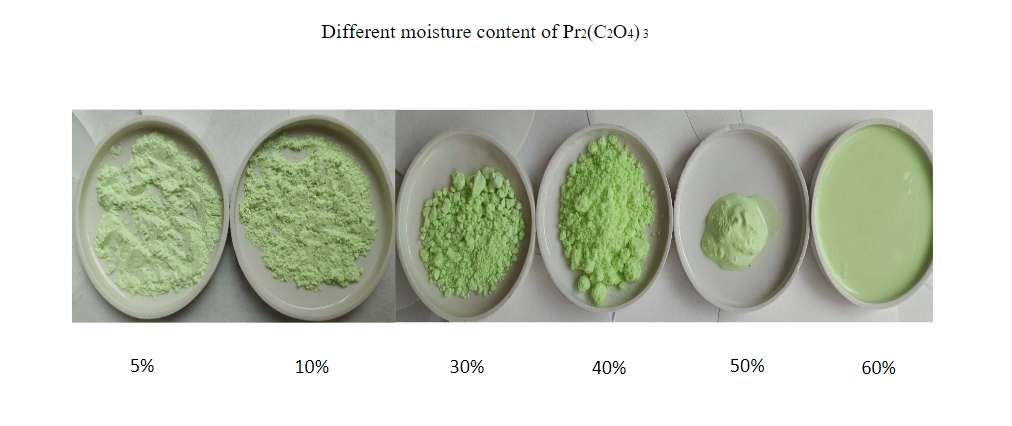 Different moisture content of Pr2(C2O4) 3
5% 10% 30% 40% 50% 60%